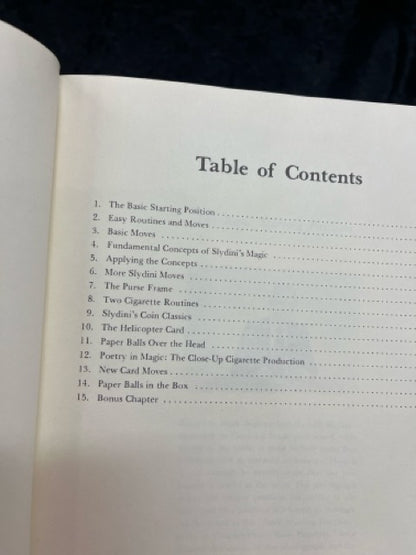 Table of Contents
1. The Basic Starting Position
2. Easy Routines and Moves
3. Basic Moves
4. Fundamental Concepts of Slydini's Magic
5. Applying the Concepts
6. More Slydini Moves
7. The Purse Frame
8. Two Cigarette Routines
9. Slydini's Coin Classics
10. The Helicopter Card
11. Paper Balls Over the Head
12. Poetry in Magic: The Close-Up Cigarette Production
13. New Card Moves
14. Paper Balls in the Box
15. Bonus Chapter